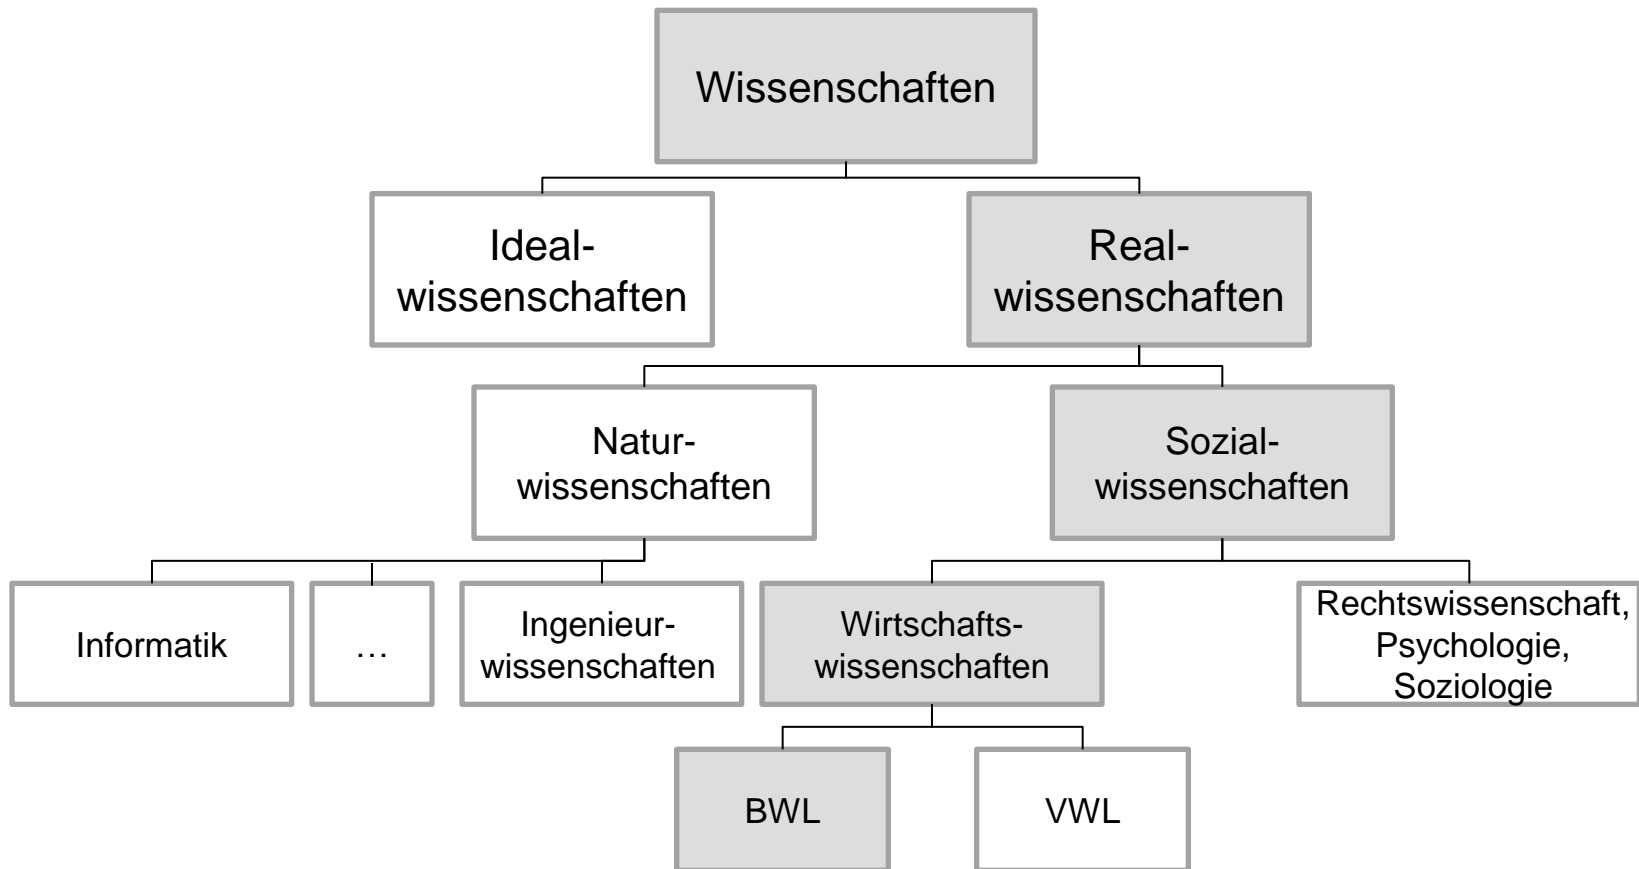 Wissenschaften
Ideal-
wissenschaften
Real-
wissenschaften
Natur-
wissenschaften
Sozial-
wissenschaften
Informatik
…
Ingenieur-
wissenschaften
Wirtschafts-
wissenschaften
Rechtswissenschaft,
Psychologie,
Soziologie
BWL
VWL